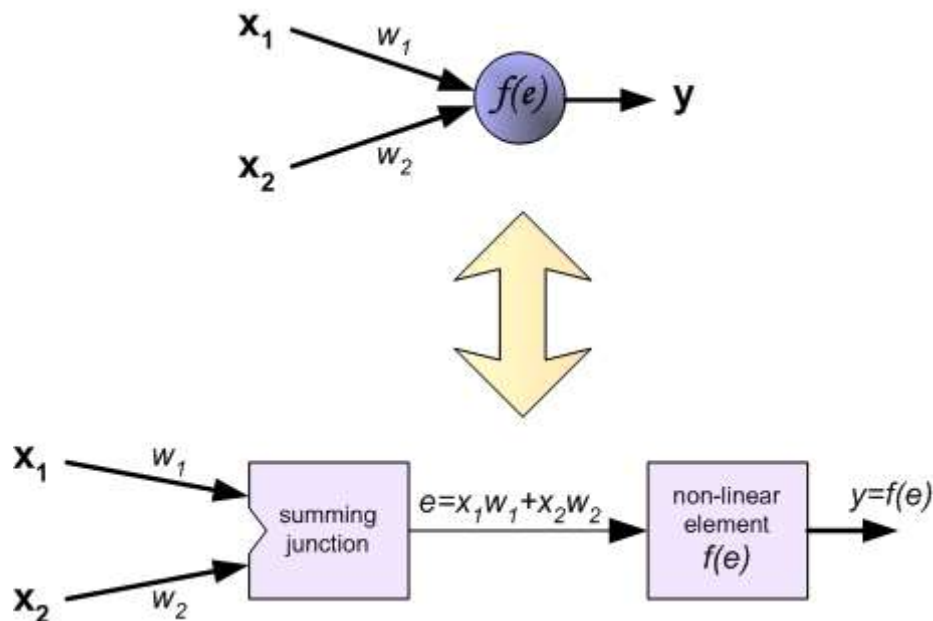 x₁
w₁
f(e)
y
w₂
x₂
x₁
w₁
summing
junction
e=x₁w₁+x₂w₂
non-linear
element
f(e)
y=f(e)
x₂
w₂